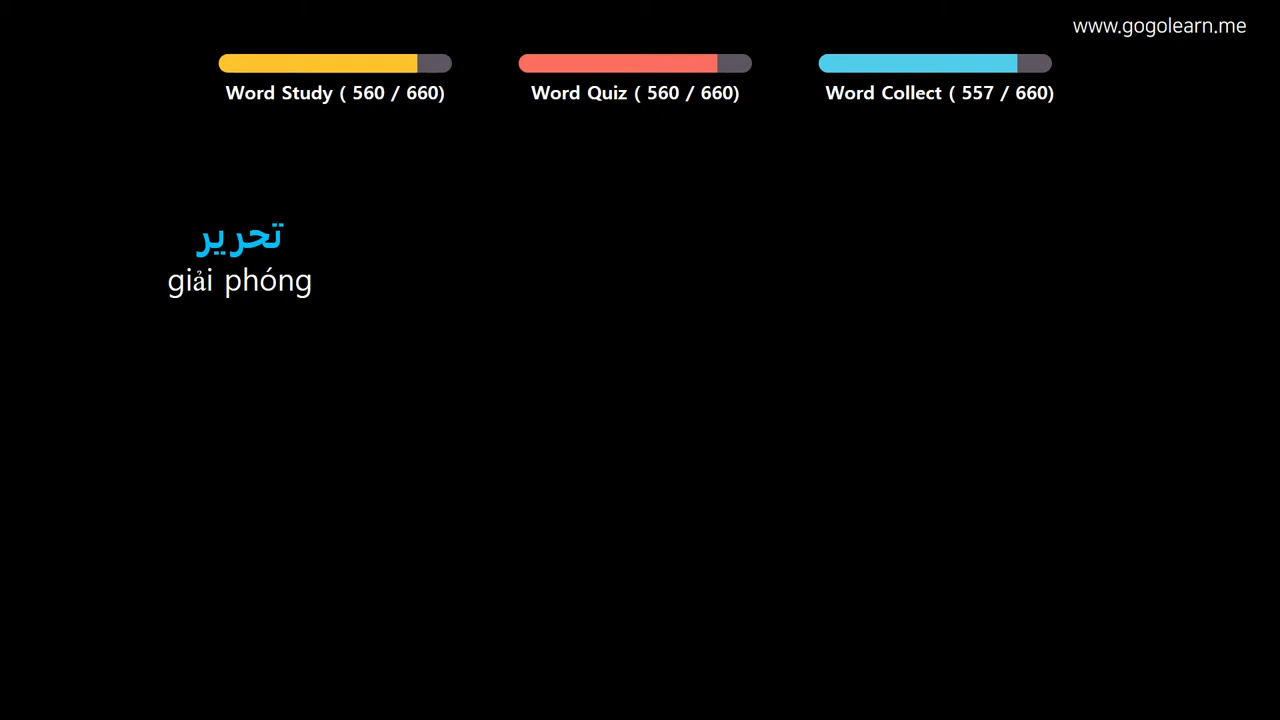 www.gogolearn.me
Word Study ( 560 / 660)
Word Quiz ( 560 / 660)
Word Collect ( 557 / 660)
تحرير
giải phóng